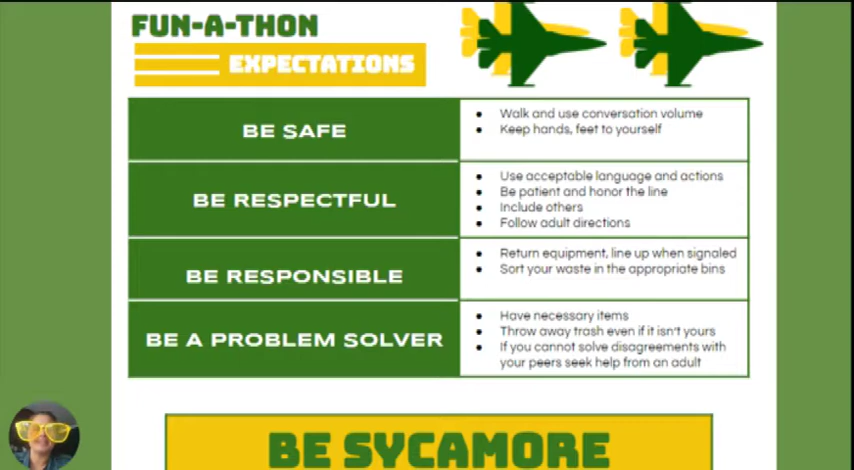 FUN-A-THON
EXPECTATIONS
BE SAFE
• Walk and use conversation volume
• Keep hands, feet to yourself
BE RESPECTFUL
• Use acceptable language and actions
• Be patient and honor the line
• Include others
• Follow adult directions
BE RESPONSIBLE
• Return equipment, line up when signaled
• Sort your waste in the appropriate bins
BE A PROBLEM SOLVER
• Have necessary items
• Throw away trash even if it isn't yours
• If you cannot solve disagreements with
your peers seek help from an adult
BE SYCAMORE